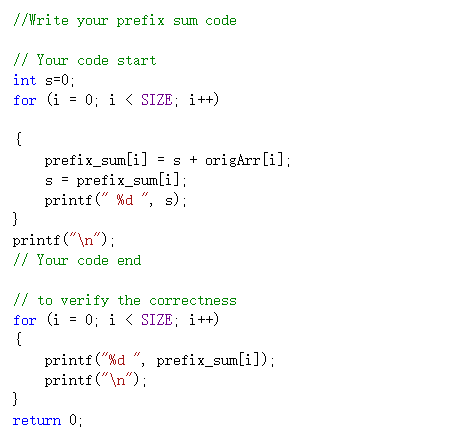 //Write your prefix sum code
// Your code start
int s=0;
for (i = 0; i < SIZE; i++)
{
prefix_sum[i] = s + origArr[i];
s = prefix_sum[i];
printf(" %d ", s);
}
printf("\n");
// Your code end
// to verify the correctness
for (i = 0; i < SIZE; i++)
{
printf("%d ", prefix_sum[i]);
printf("\n");
}
return 0;